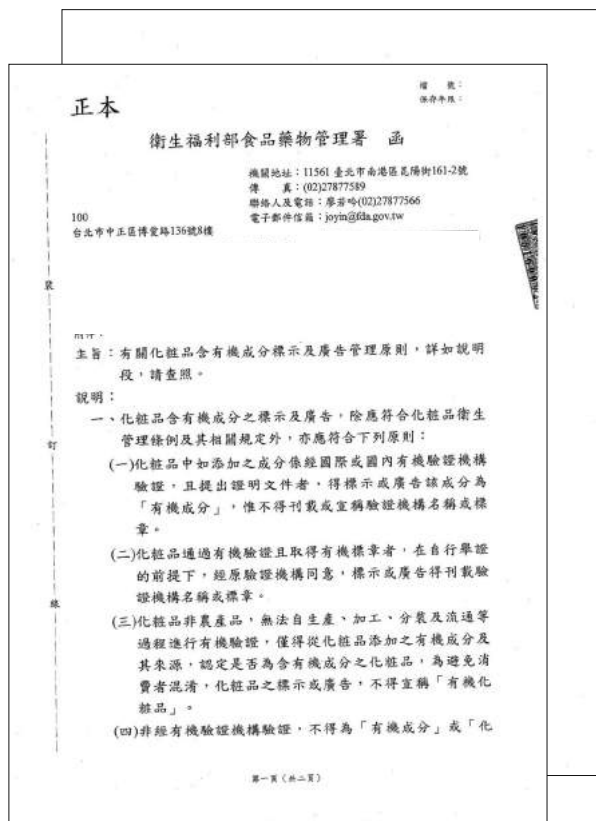 檔　號：
保存年限：
正本
衛生福利部食品藥物管理署　函
機關地址：11561 臺北市南港區昆陽街161-2號
傳　真：(02)27877589
聯絡人及電話：廖若吟(02)27877566
電子郵件信箱：joyin@fda.gov.tw
100
台北市中正區博愛路136號8樓
裝
訂
線
主旨：有關化粧品含有機成分標示及廣告管理原則，詳如說明
段，請查照。
說明：
一、化粧品含有機成分之標示及廣告，除應符合化粧品衛生
管理條例及其相關規定外，亦應符合下列原則：
(一)化粧品中如添加之成分係經國際或國內有機驗證機構
驗證，且提出證明文件者，得標示或廣告該成分為
「有機成分」，惟不得刊載或宣稱驗證機構名稱或標
章。
(二)化粧品通過有機驗證且取得有機標章者，在自行舉證
的前提下，經原驗證機構同意，標示或廣告得刊載驗
證機構名稱或標章。
(三)化粧品非農產品，無法自生產、加工、分裝及流通等
過程進行有機驗證，僅得從化粧品添加之有機成分及
其來源，認定是否為含有機成分之化粧品，為避免消
費者混淆，化粧品之標示或廣告，不得宣稱「有機化
粧品」。
(四)非經有機驗證機構驗證，不得為「有機成分」或「化
第一頁（共二頁）